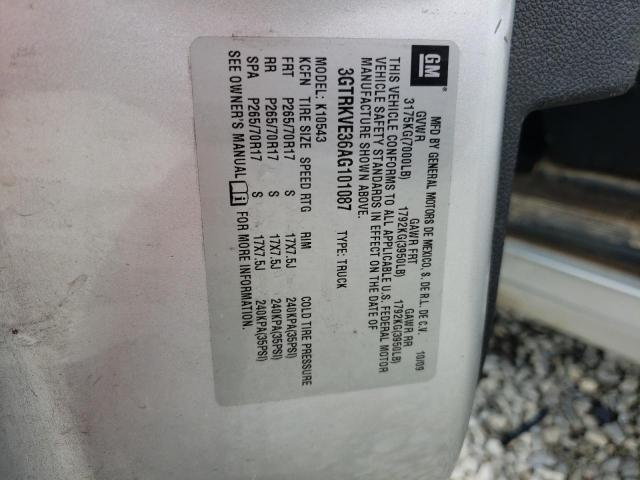 GM
MFD BY GENERAL MOTORS DE MEXICO, S. DE R.L. DE C.V. 10/09
GVWR GAWR FRT GAWR RR
3175KG(7000LB) 1792KG(3950LB) 1792KG(3950LB)
THIS VEHICLE CONFORMS TO ALL APPLICABLE U.S. FEDERAL MOTOR
VEHICLE SAFETY STANDARDS IN EFFECT ON THE DATE OF
MANUFACTURE SHOWN ABOVE.
3GTRKVE36AG101087 TYPE: TRUCK
MODEL: K10543
KCFN TIRE SIZE SPEED RTG RIM COLD TIRE PRESSURE
FRT P265/70R17 S 17X7.5J 240KPA(35PSI)
RR P265/70R17 S 17X7.5J 240KPA(35PSI)
SPA P265/70R17 S 17X7.5J 240KPA(35PSI)
SEE OWNER'S MANUAL i FOR MORE INFORMATION.